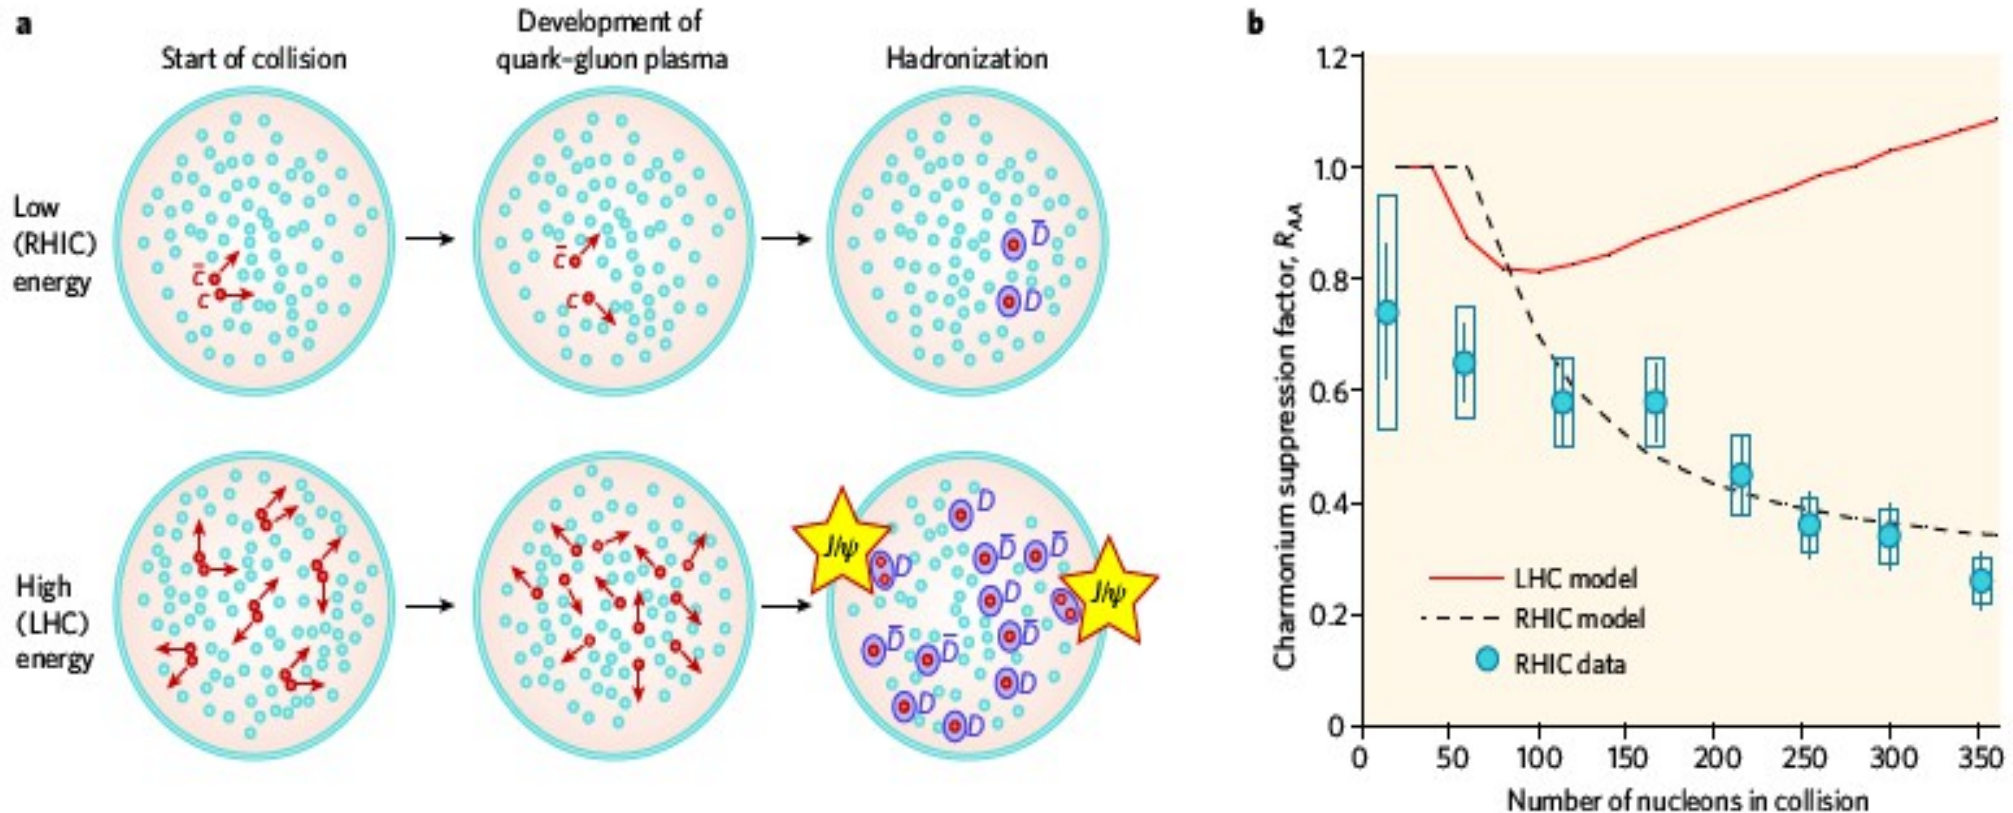 a
Start of collision
Development of
quark–gluon plasma
Hadronization
Low
(RHIC)
energy
c̅
c
c̅
c
D̅
D
High
(LHC)
energy
J/ψ
D
D
D̅
D̅
D
J/ψ
D̅
D̅
D̅
D
D
D
b
Charmonium suppression factor, R_AA
1.2
1.0
0.8
0.6
0.4
0.2
0
LHC model
RHIC model
RHIC data
0 50 100 150 200 250 300 350
Number of nucleons in collision